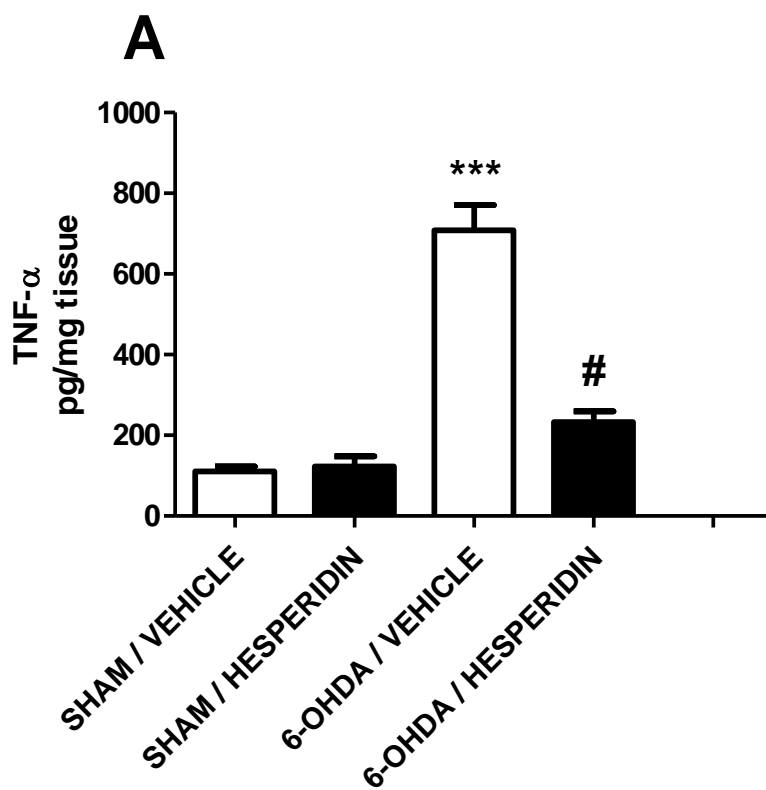 A
1000
800
600
400
200
0
TNF-α
pg/mg tissue
***
#
SHAM / VEHICLE
SHAM / HESPERIDIN
6-OHDA / VEHICLE
6-OHDA / HESPERIDIN